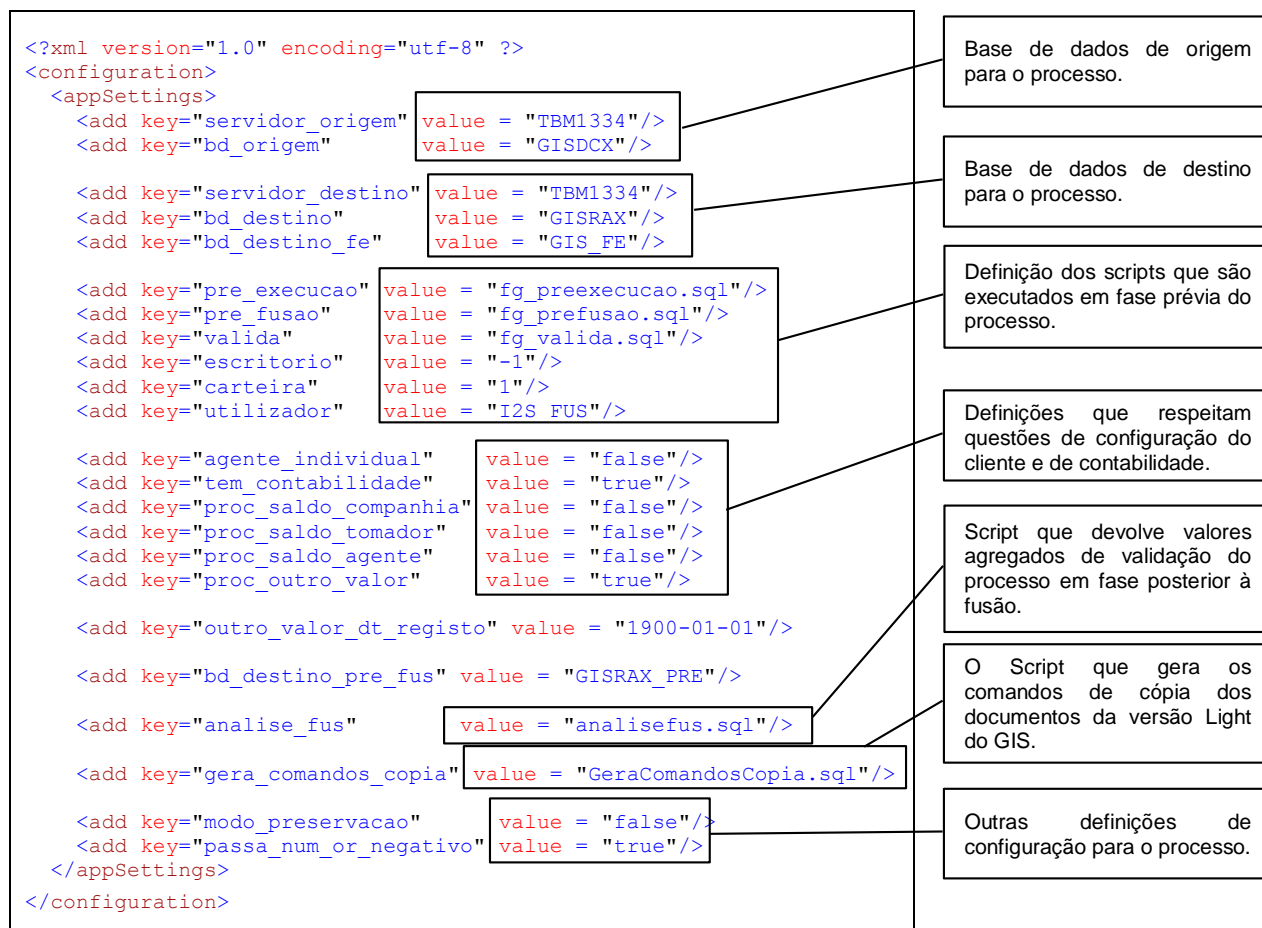 <?xml version="1.0" encoding="utf-8" ?>
<configuration>
<appSettings>
<add key="servidor_origem" value = "TBM1334"/>
<add key="bd_origem" value = "GISDCX"/>
<add key="servidor_destino" value = "TBM1334"/>
<add key="bd_destino" value = "GISRAX"/>
<add key="bd_destino_fe" value = "GIS_FE"/>
<add key="pre_execucao" value = "fg_preexecucao.sql"/>
<add key="pre_fusao" value = "fg_prefusao.sql"/>
<add key="valida" value = "fg_valida.sql"/>
<add key="escritorio" value = "-1"/>
<add key="carteira" value = "1"/>
<add key="utilizador" value = "I2S_FUS"/>
<add key="agente_individual" value = "false"/>
<add key="tem_contabilidade" value = "true"/>
<add key="proc_saldo_companhia" value = "false"/>
<add key="proc_saldo_tomador" value = "false"/>
<add key="proc_saldo_agente" value = "false"/>
<add key="proc_outro_valor" value = "true"/>
<add key="outro_valor_dt_registo" value = "1900-01-01"/>
<add key="bd_destino_pre_fus" value = "GISRAX_PRE"/>
<add key="analise_fus" value = "analisefus.sql"/>
<add key="gera_comandos_copia" value = "GeraComandosCopia.sql"/>
<add key="modo_preservacao" value = "false"/>
<add key="passa_num_or_negativo" value = "true"/>
</appSettings>
</configuration>
Base de dados de origem
para o processo.
Base de dados de destino
para o processo.
Definição dos scripts que são
executados em fase prévia do
processo.
Definições que respeitam
questões de configuração do
cliente e de contabilidade.
Script que devolve valores
agregados de validação do
processo em fase posterior à
fusão.
O Script que gera os
comandos de cópia dos
documentos da versão Light
do GIS.
Outras definições de
configuração para o processo.